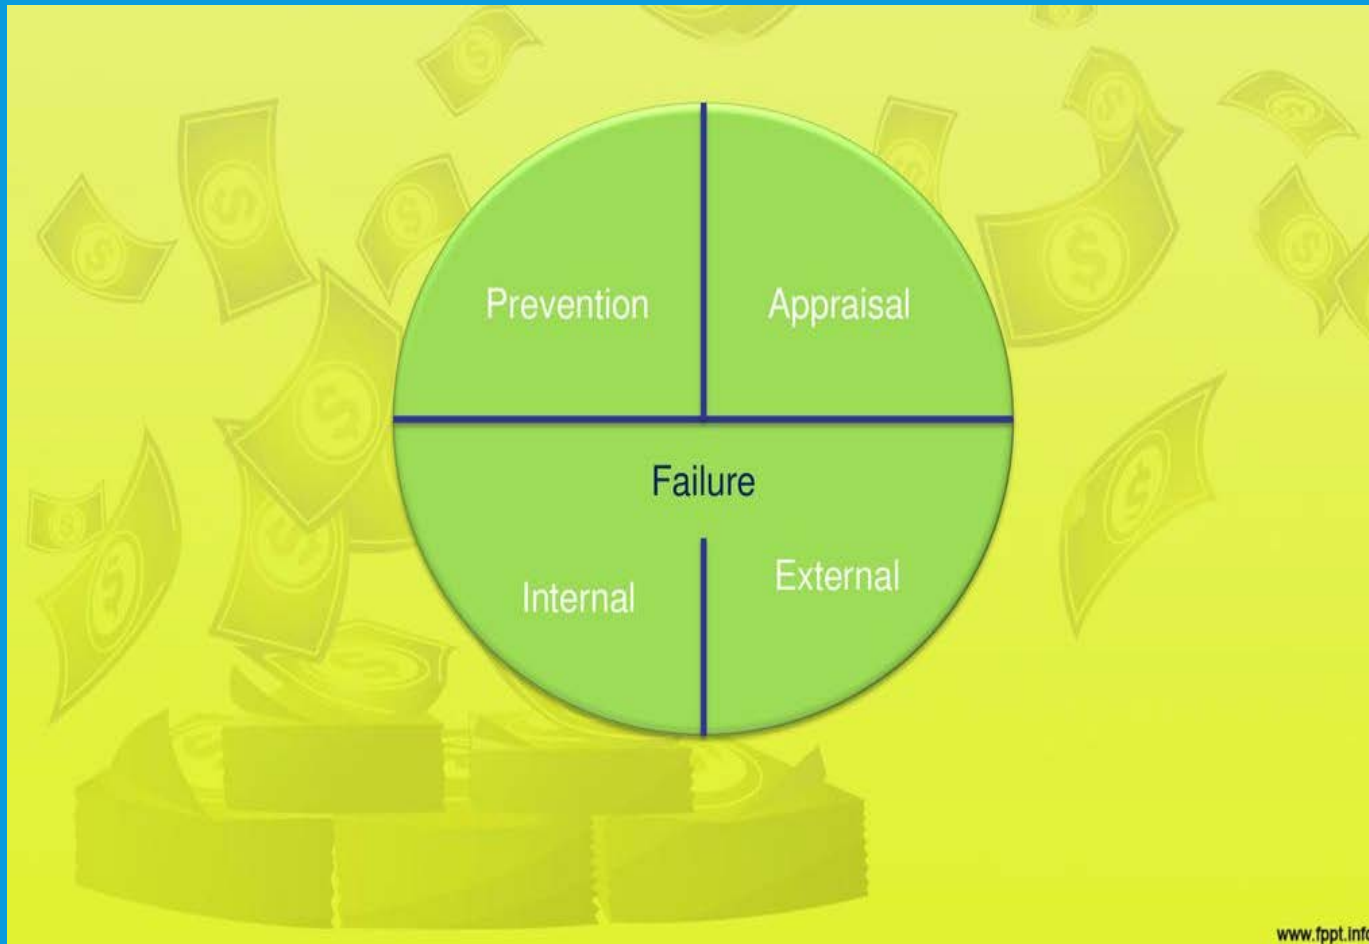 Prevention
Appraisal
Failure
Internal
External
www.fppt.info